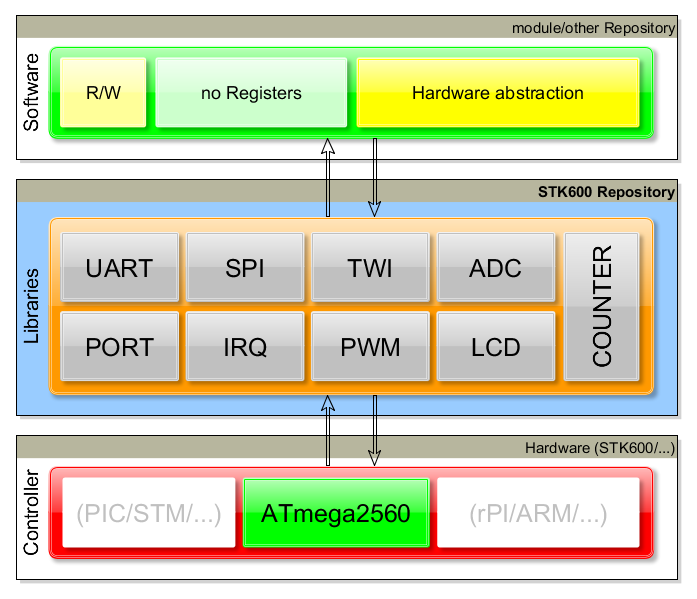 module/other Repository
Software
R/W
no Registers
Hardware abstraction
STK600 Repository
Libraries
UART
SPI
TWI
ADC
COUNTER
PORT
IRQ
PWM
LCD
Hardware (STK600/...)
Controller
(PIC/STM/...)
ATmega2560
(rPI/ARM/...)